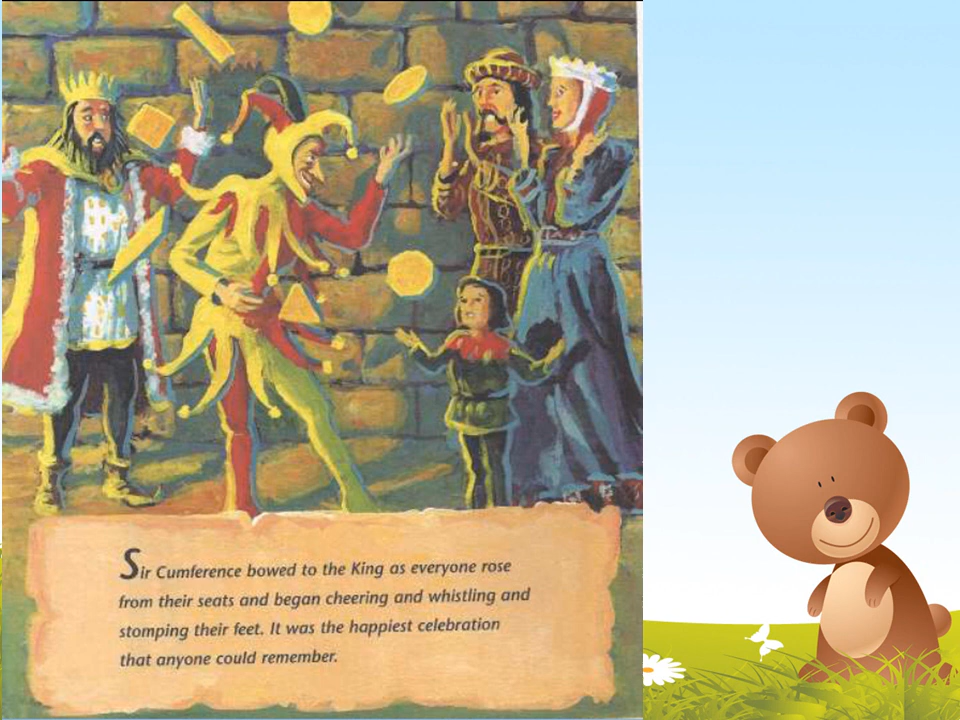 Sir Cumference bowed to the King as everyone rose
from their seats and began cheering and whistling and
stomping their feet. It was the happiest celebration
that anyone could remember.